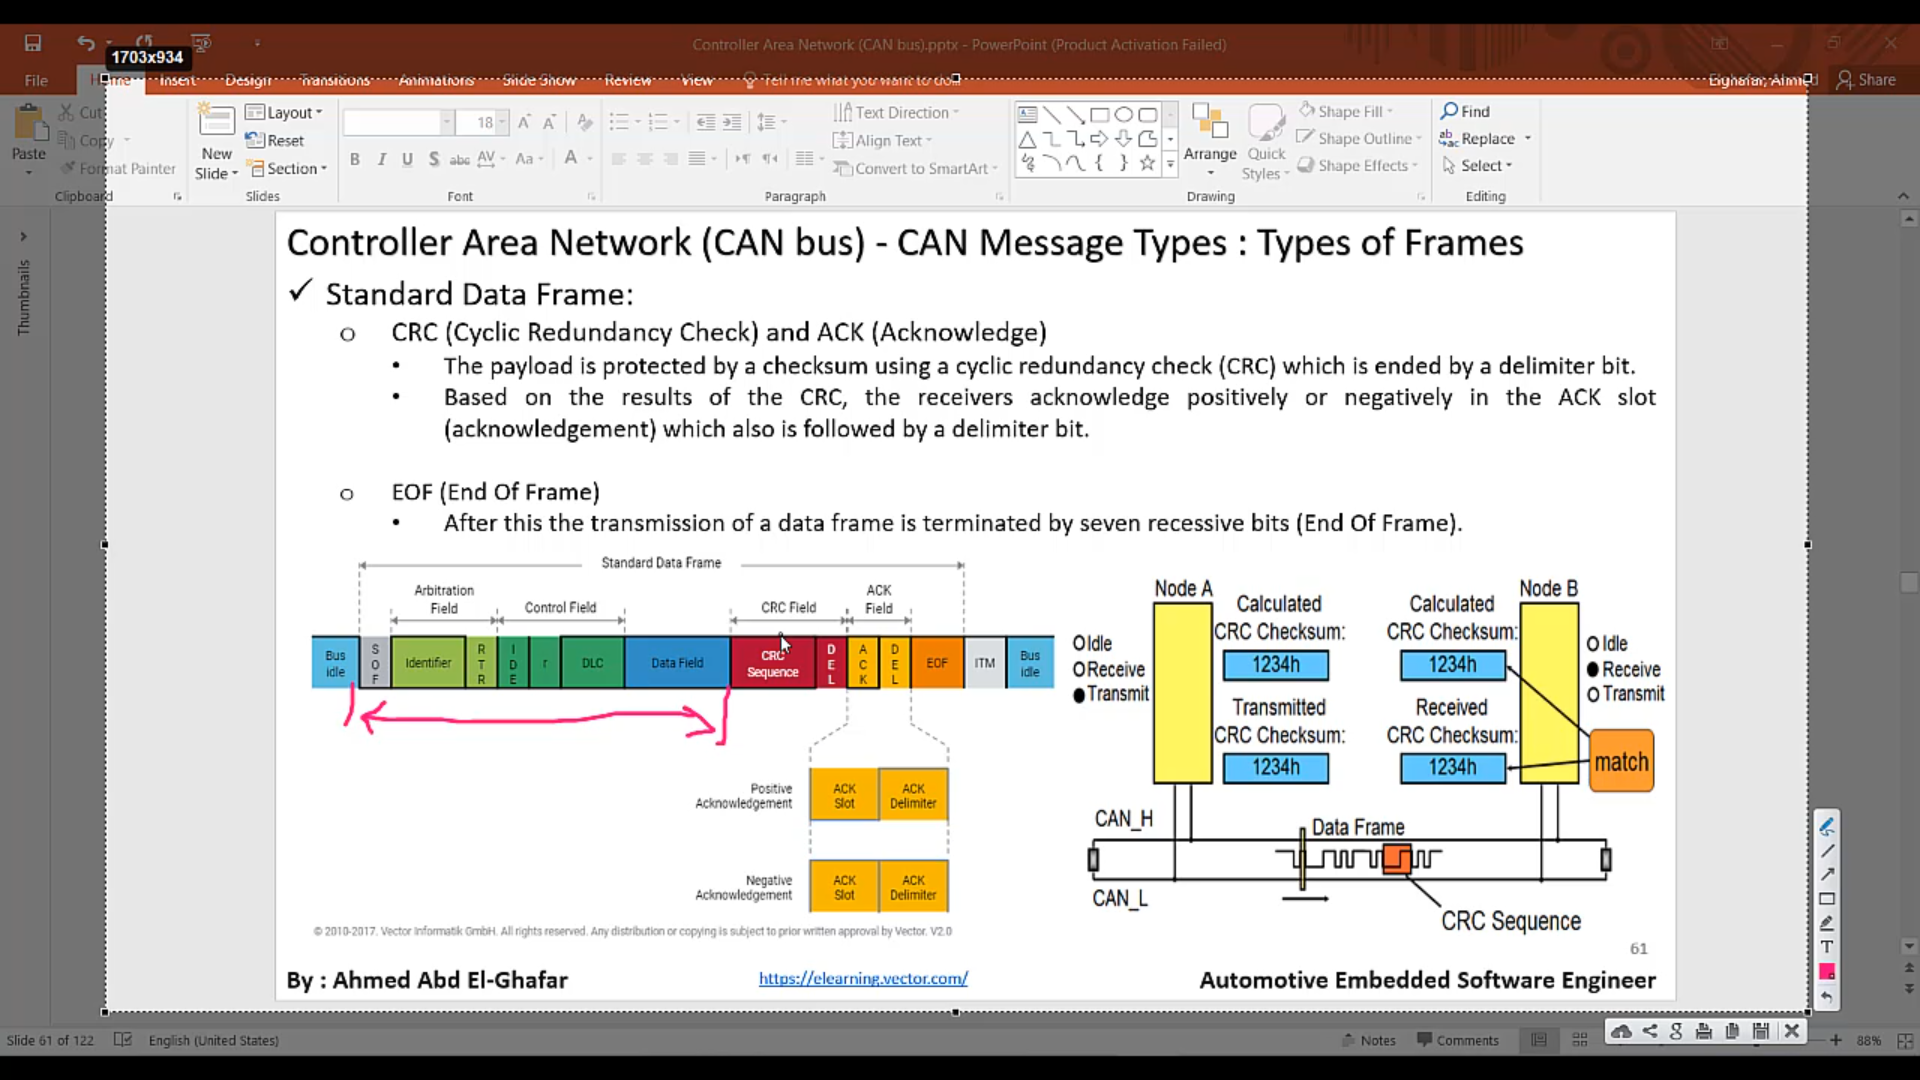 1703x934
Controller Area Network (CAN bus).pptx - PowerPoint (Product Activation Failed)
File Home Insert Design Transitions Animations Slide Show Review View Tell me what you want to do... Elghafar, Ahmed Share
Paste
Cut
Copy
Format Painter
Clipboard
New Slide
Layout
Reset
Section
Slides
18
B I U S abc AV Aa A
Font
Text Direction
Align Text
Convert to SmartArt
Paragraph
Arrange
Quick Styles
Shape Fill
Shape Outline
Shape Effects
Drawing
Find
Replace
Select
Editing
Thumbnails
Controller Area Network (CAN bus) - CAN Message Types : Types of Frames
✓ Standard Data Frame:
o CRC (Cyclic Redundancy Check) and ACK (Acknowledge)
• The payload is protected by a checksum using a cyclic redundancy check (CRC) which is ended by a delimiter bit.
• Based on the results of the CRC, the receivers acknowledge positively or negatively in the ACK slot
(acknowledgement) which also is followed by a delimiter bit.
o EOF (End Of Frame)
• After this the transmission of a data frame is terminated by seven recessive bits (End Of Frame).
Standard Data Frame
Arbitration Field
Control Field
CRC Field
ACK Field
Bus idle
SOF
Identifier
RTR
IDE
r
DLC
Data Field
CRC Sequence
DEL
ACK
DEL
EOF
ITM
Bus idle
Positive Acknowledgement
ACK Slot
ACK Delimiter
Negative Acknowledgement
ACK Slot
ACK Delimiter
© 2010-2017. Vector Informatik GmbH. All rights reserved. Any distribution or copying is subject to prior written approval by Vector. V2.0
Node A
Node B
Calculated CRC Checksum:
1234h
Calculated CRC Checksum:
1234h
Idle
Receive
Transmit
Idle
Receive
Transmit
Transmitted CRC Checksum:
1234h
Received CRC Checksum:
1234h
match
CAN_H
Data Frame
CAN_L
CRC Sequence
61
By : Ahmed Abd El-Ghafar
https://elearning.vector.com/
Automotive Embedded Software Engineer
T
Slide 61 of 122
English (United States)
Notes
Comments
88%